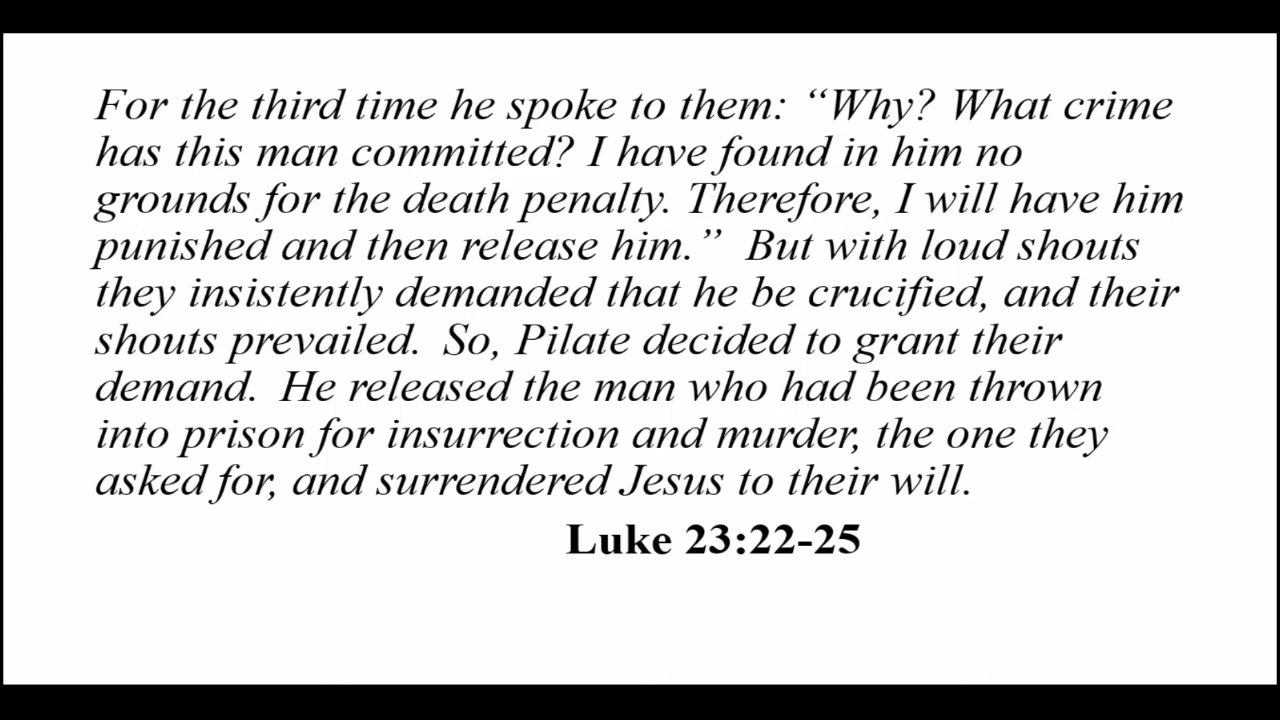 For the third time he spoke to them: “Why? What crime
has this man committed? I have found in him no
grounds for the death penalty. Therefore, I will have him
punished and then release him.”  But with loud shouts
they insistently demanded that he be crucified, and their
shouts prevailed.  So, Pilate decided to grant their
demand.  He released the man who had been thrown
into prison for insurrection and murder, the one they
asked for, and surrendered Jesus to their will.
Luke 23:22-25